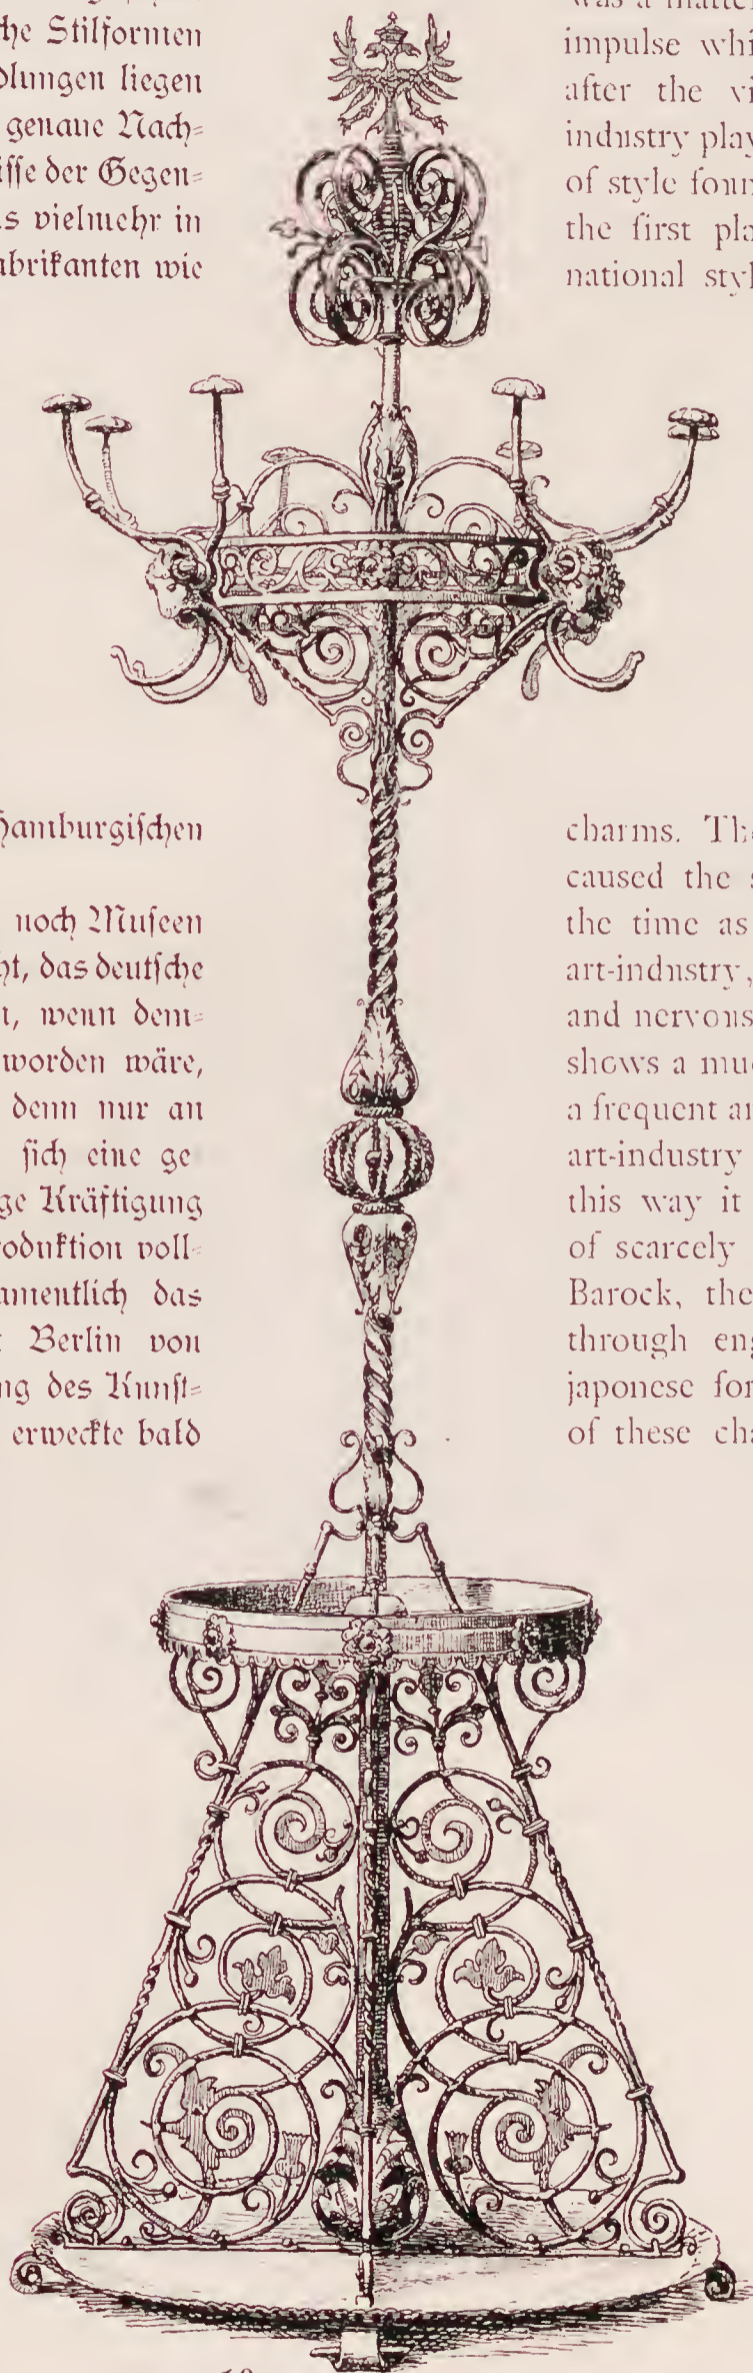 che Stilformen
dlungen liegen
genaue Nach-
isse der Gegen-
as vielmehr in
abrikanten wie
Hamburgischen
noch Museen
ht, das deutsche
n, wenn dem-
worden wäre,
denn nur an
sich eine ge
ge Kräftigung
roduktion voll-
amentlich das
t Berlin von
ng des Kunst-
erweckte bald
was a matter
impulse whi
after the vi
industry play
of style foun
the first pla
national styl
charms. The
caused the s
the time as
art-industry,
and nervous
shows a muc
a frequent an
art-industry
this way it
of scarcely
Barock, the
through eng
japonese for
of these cha